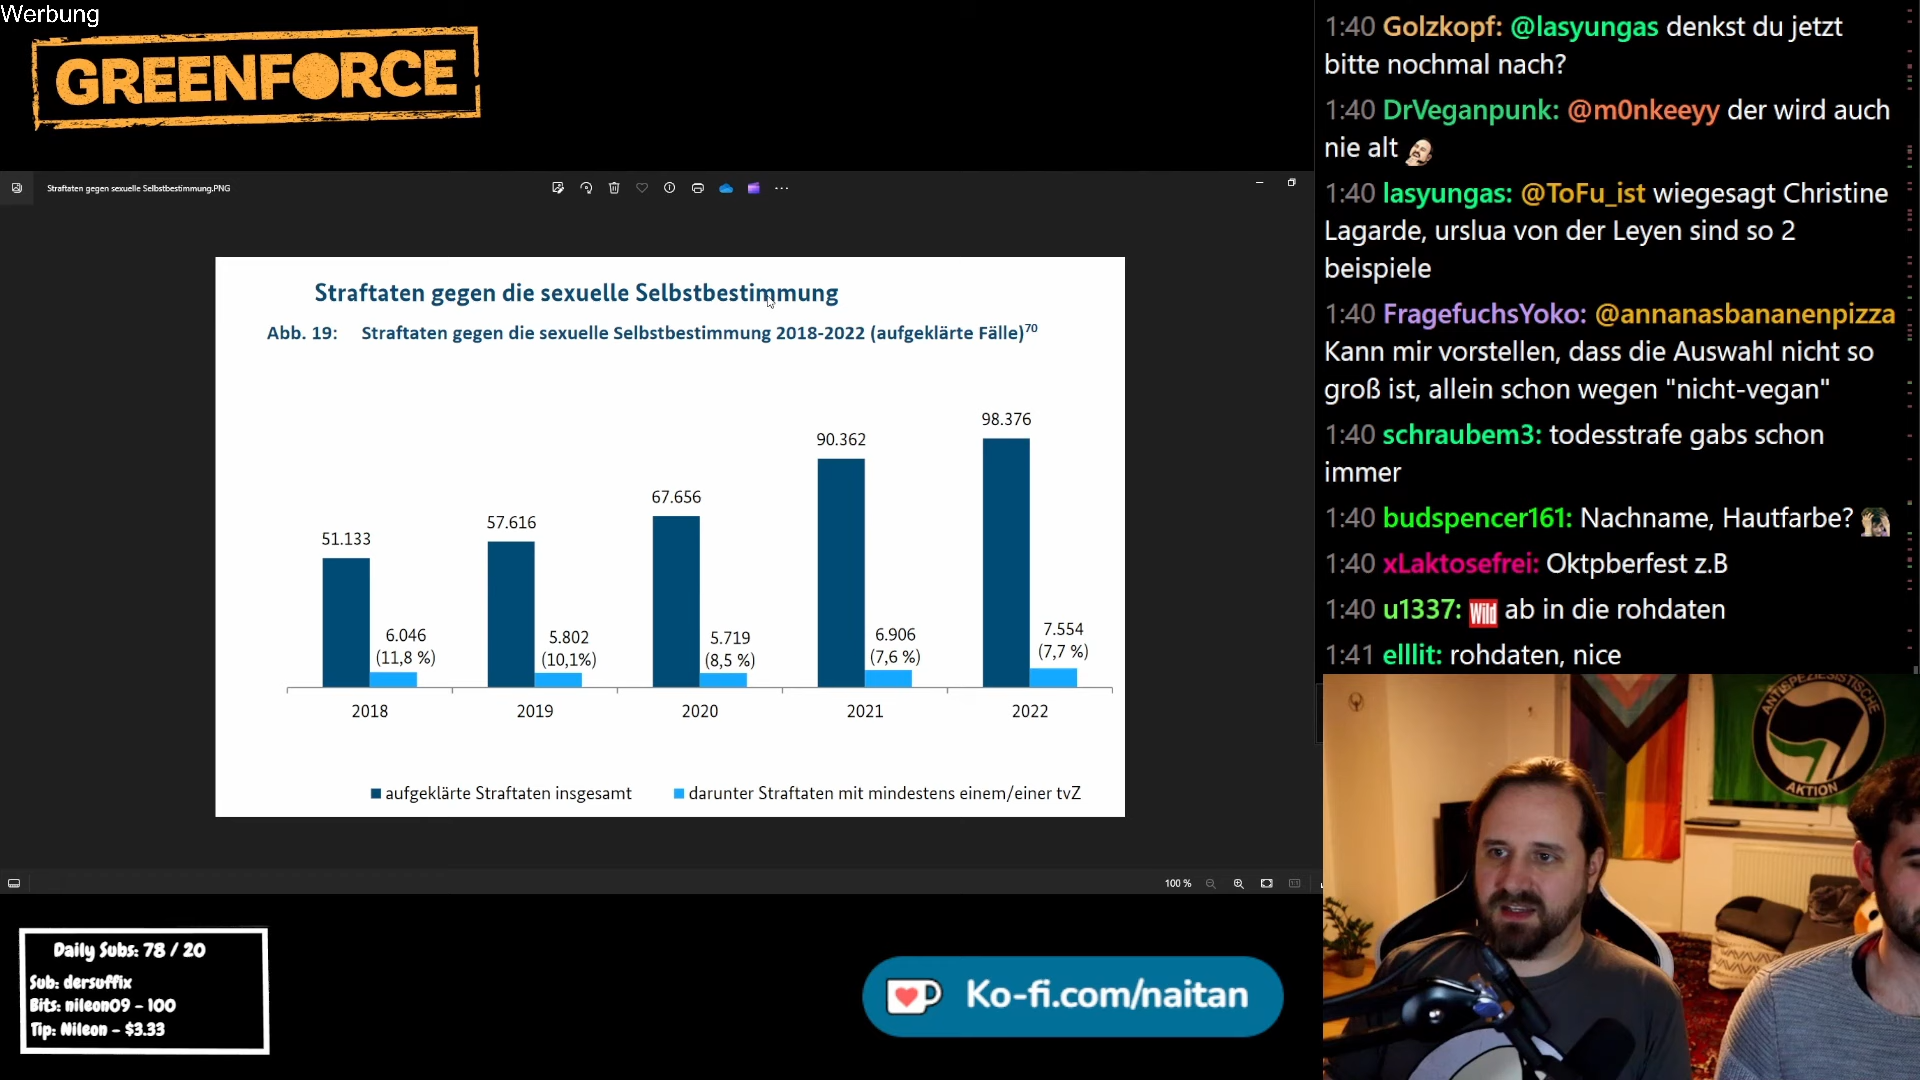 Werbung
GREENFORCE
Straftaten gegen sexuelle Selbstbestimmung.PNG
Straftaten gegen die sexuelle Selbstbestimmung
Abb. 19: Straftaten gegen die sexuelle Selbstbestimmung 2018-2022 (aufgeklärte Fälle)70
98.376
90.362
67.656
57.616
51.133
6.046
(11,8 %)
5.802
(10,1%)
5.719
(8,5 %)
6.906
(7,6 %)
7.554
(7,7 %)
2018 2019 2020 2021 2022
aufgeklärte Straftaten insgesamt darunter Straftaten mit mindestens einem/einer tvZ
100 %
Daily Subs: 78 / 20
Sub: dersuffix
Bits: nileon09 - 100
Tip: Nileon - $3.33
Ko-fi.com/naitan
1:40 Golzkopf: @lasyungas denkst du jetzt
bitte nochmal nach?
1:40 DrVeganpunk: @m0nkeeyy der wird auch
nie alt
1:40 lasyungas: @ToFu_ist wiegesagt Christine
Lagarde, urslua von der Leyen sind so 2
beispiele
1:40 FragefuchsYoko: @annanasbananenpizza
Kann mir vorstellen, dass die Auswahl nicht so
groß ist, allein schon wegen "nicht-vegan"
1:40 schraubem3: todesstrafe gabs schon
immer
1:40 budspencer161: Nachname, Hautfarbe?
1:40 xLaktosefrei: Oktpberfest z.B
1:40 u1337: Wild ab in die rohdaten
1:41 elllit: rohdaten, nice
ANTISPEZIESISTISCHE
AKTION